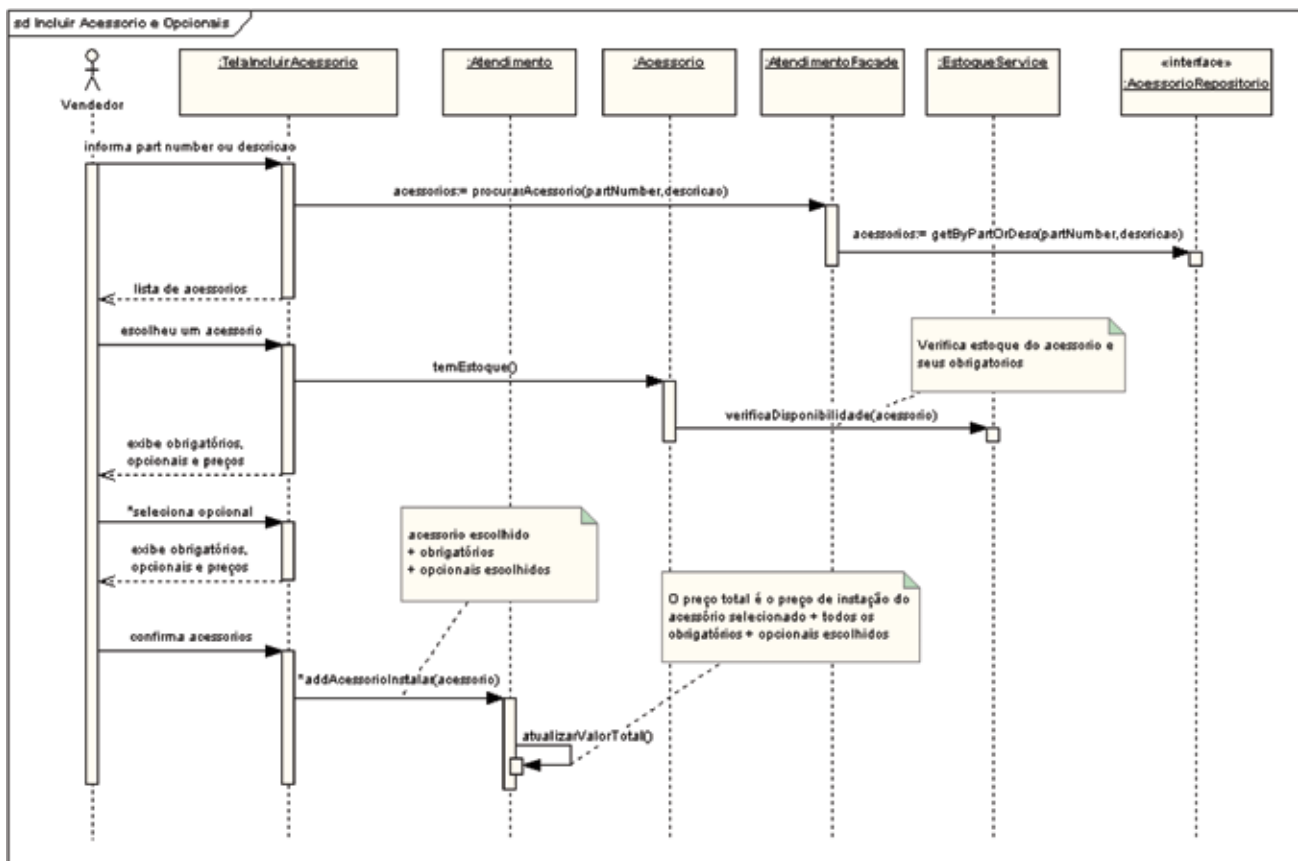 sd Incluir Acessorio e Opcionais
:TelaIncluirAcessorio
:Atendimento
:Acessorio
:AtendimentoFacade
:EstoqueService
«interface»
:AcessorioRepositorio
Vendedor
informa part number ou descricao
acessorios:= procurarAcessorio(partNumber,descricao)
acessorios:= getByPartOrDesc(partNumber,descricao)
lista de acessorios
escolheu um acessorio
Verifica estoque do acessorio e
seus obrigatorios
temEstoque()
verificaDisponibilidade(acessorio)
exibe obrigatórios,
opcionais e preços
*seleciona opcional
acessorio escolhido
+ obrigatórios
+ opcionais escolhidos
exibe obrigatórios,
opcionais e preços
O preço total é o preço de instação do
acessório selecionado + todos os
obrigatórios + opcionais escolhidos
confirma acessorios
*addAcessorioInstalar(acessorio)
atualizarValorTotal()